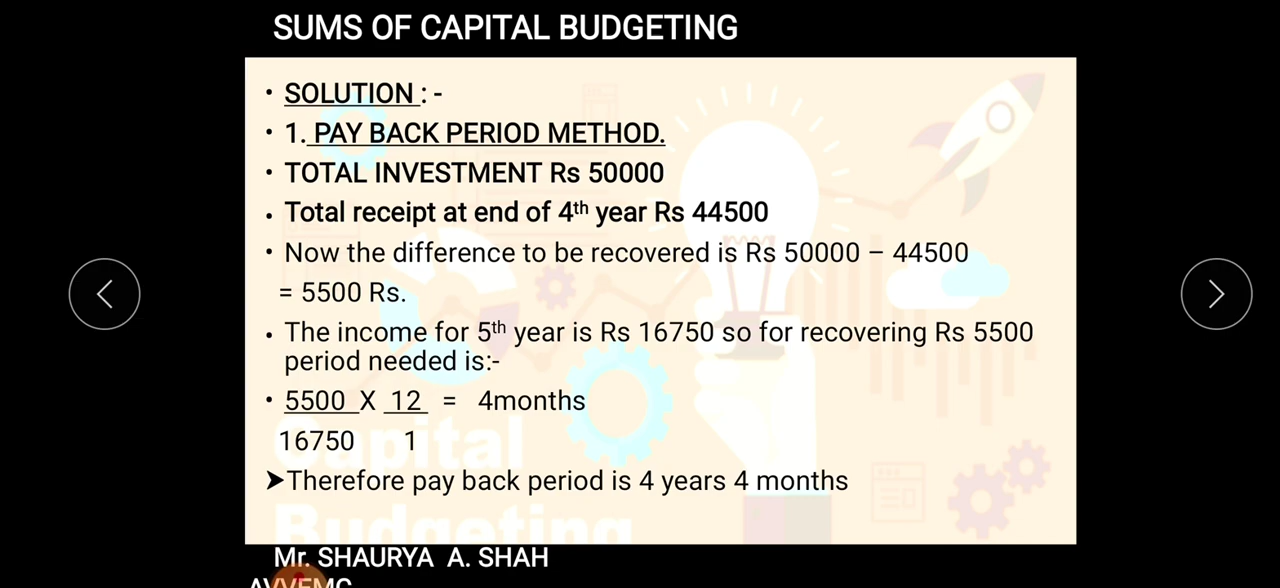 SUMS OF CAPITAL BUDGETING
• SOLUTION : -
• 1. PAY BACK PERIOD METHOD.
• TOTAL INVESTMENT Rs 50000
• Total receipt at end of 4th year Rs 44500
• Now the difference to be recovered is Rs 50000 – 44500
= 5500 Rs.
• The income for 5th year is Rs 16750 so for recovering Rs 5500
period needed is:-
• 5500 X 12 = 4months
16750 1
➤Therefore pay back period is 4 years 4 months
Capital
Budgeting
Mr. SHAURYA A. SHAH